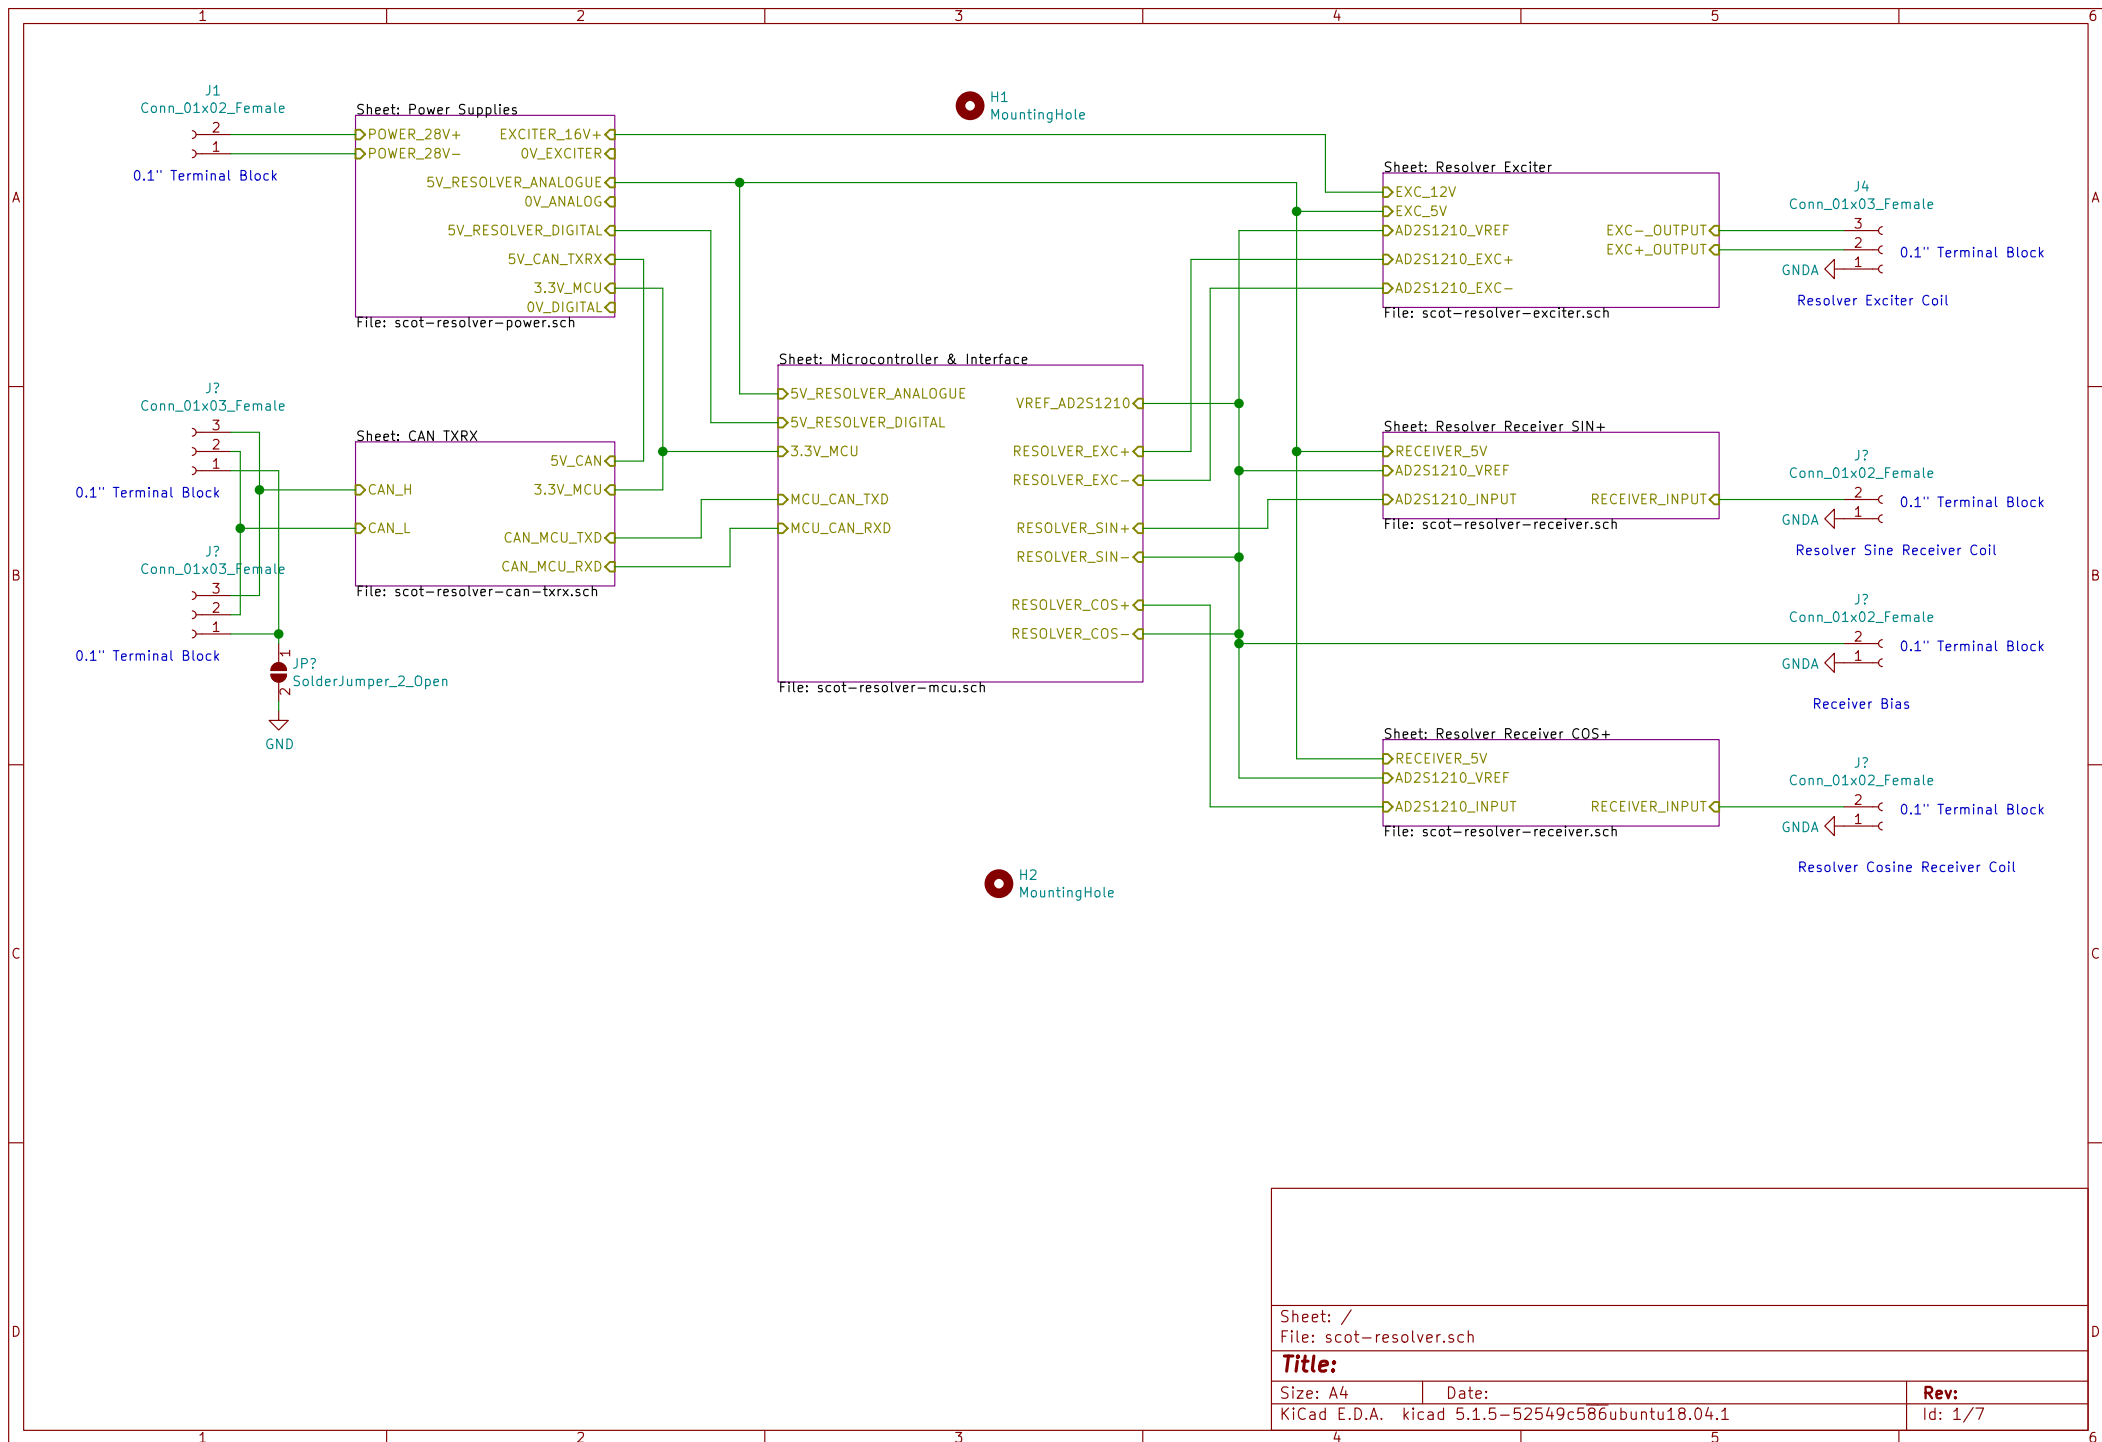 1 2 3 4 5 6
A
B
C
D
A
B
C
D
1 2 3 4 5 6
J1
Conn_01x02_Female
2
1
0.1" Terminal Block
Sheet: Power Supplies
POWER_28V+
POWER_28V-
EXCITER_16V+
0V_EXCITER
5V_RESOLVER_ANALOGUE
0V_ANALOG
5V_RESOLVER_DIGITAL
5V_CAN_TXRX
3.3V_MCU
0V_DIGITAL
File: scot-resolver-power.sch
H1
MountingHole
Sheet: Resolver Exciter
EXC_12V
EXC_5V
AD2S1210_VREF
AD2S1210_EXC+
AD2S1210_EXC-
EXC-_OUTPUT
EXC+_OUTPUT
File: scot-resolver-exciter.sch
J4
Conn_01x03_Female
3
2
1
GNDA
0.1" Terminal Block
Resolver Exciter Coil
J?
Conn_01x03_Female
3
2
1
0.1" Terminal Block
Sheet: CAN TXRX
CAN_H
CAN_L
5V_CAN
3.3V_MCU
CAN_MCU_TXD
CAN_MCU_RXD
File: scot-resolver-can-txrx.sch
J?
Conn_01x03_Female
3
2
1
0.1" Terminal Block
1
JP?
SolderJumper_2_Open
2
GND
Sheet: Microcontroller & Interface
5V_RESOLVER_ANALOGUE
5V_RESOLVER_DIGITAL
3.3V_MCU
MCU_CAN_TXD
MCU_CAN_RXD
VREF_AD2S1210
RESOLVER_EXC+
RESOLVER_EXC-
RESOLVER_SIN+
RESOLVER_SIN-
RESOLVER_COS+
RESOLVER_COS-
File: scot-resolver-mcu.sch
Sheet: Resolver Receiver SIN+
RECEIVER_5V
AD2S1210_VREF
AD2S1210_INPUT
RECEIVER_INPUT
File: scot-resolver-receiver.sch
J?
Conn_01x02_Female
2
1
GNDA
0.1" Terminal Block
Resolver Sine Receiver Coil
J?
Conn_01x02_Female
2
1
GNDA
0.1" Terminal Block
Receiver Bias
Sheet: Resolver Receiver COS+
RECEIVER_5V
AD2S1210_VREF
AD2S1210_INPUT
RECEIVER_INPUT
File: scot-resolver-receiver.sch
J?
Conn_01x02_Female
2
1
GNDA
0.1" Terminal Block
Resolver Cosine Receiver Coil
H2
MountingHole
Sheet: /
File: scot-resolver.sch
Title:
Size: A4 Date: Rev:
KiCad E.D.A. kicad 5.1.5-52549c586ubuntu18.04.1 Id: 1/7